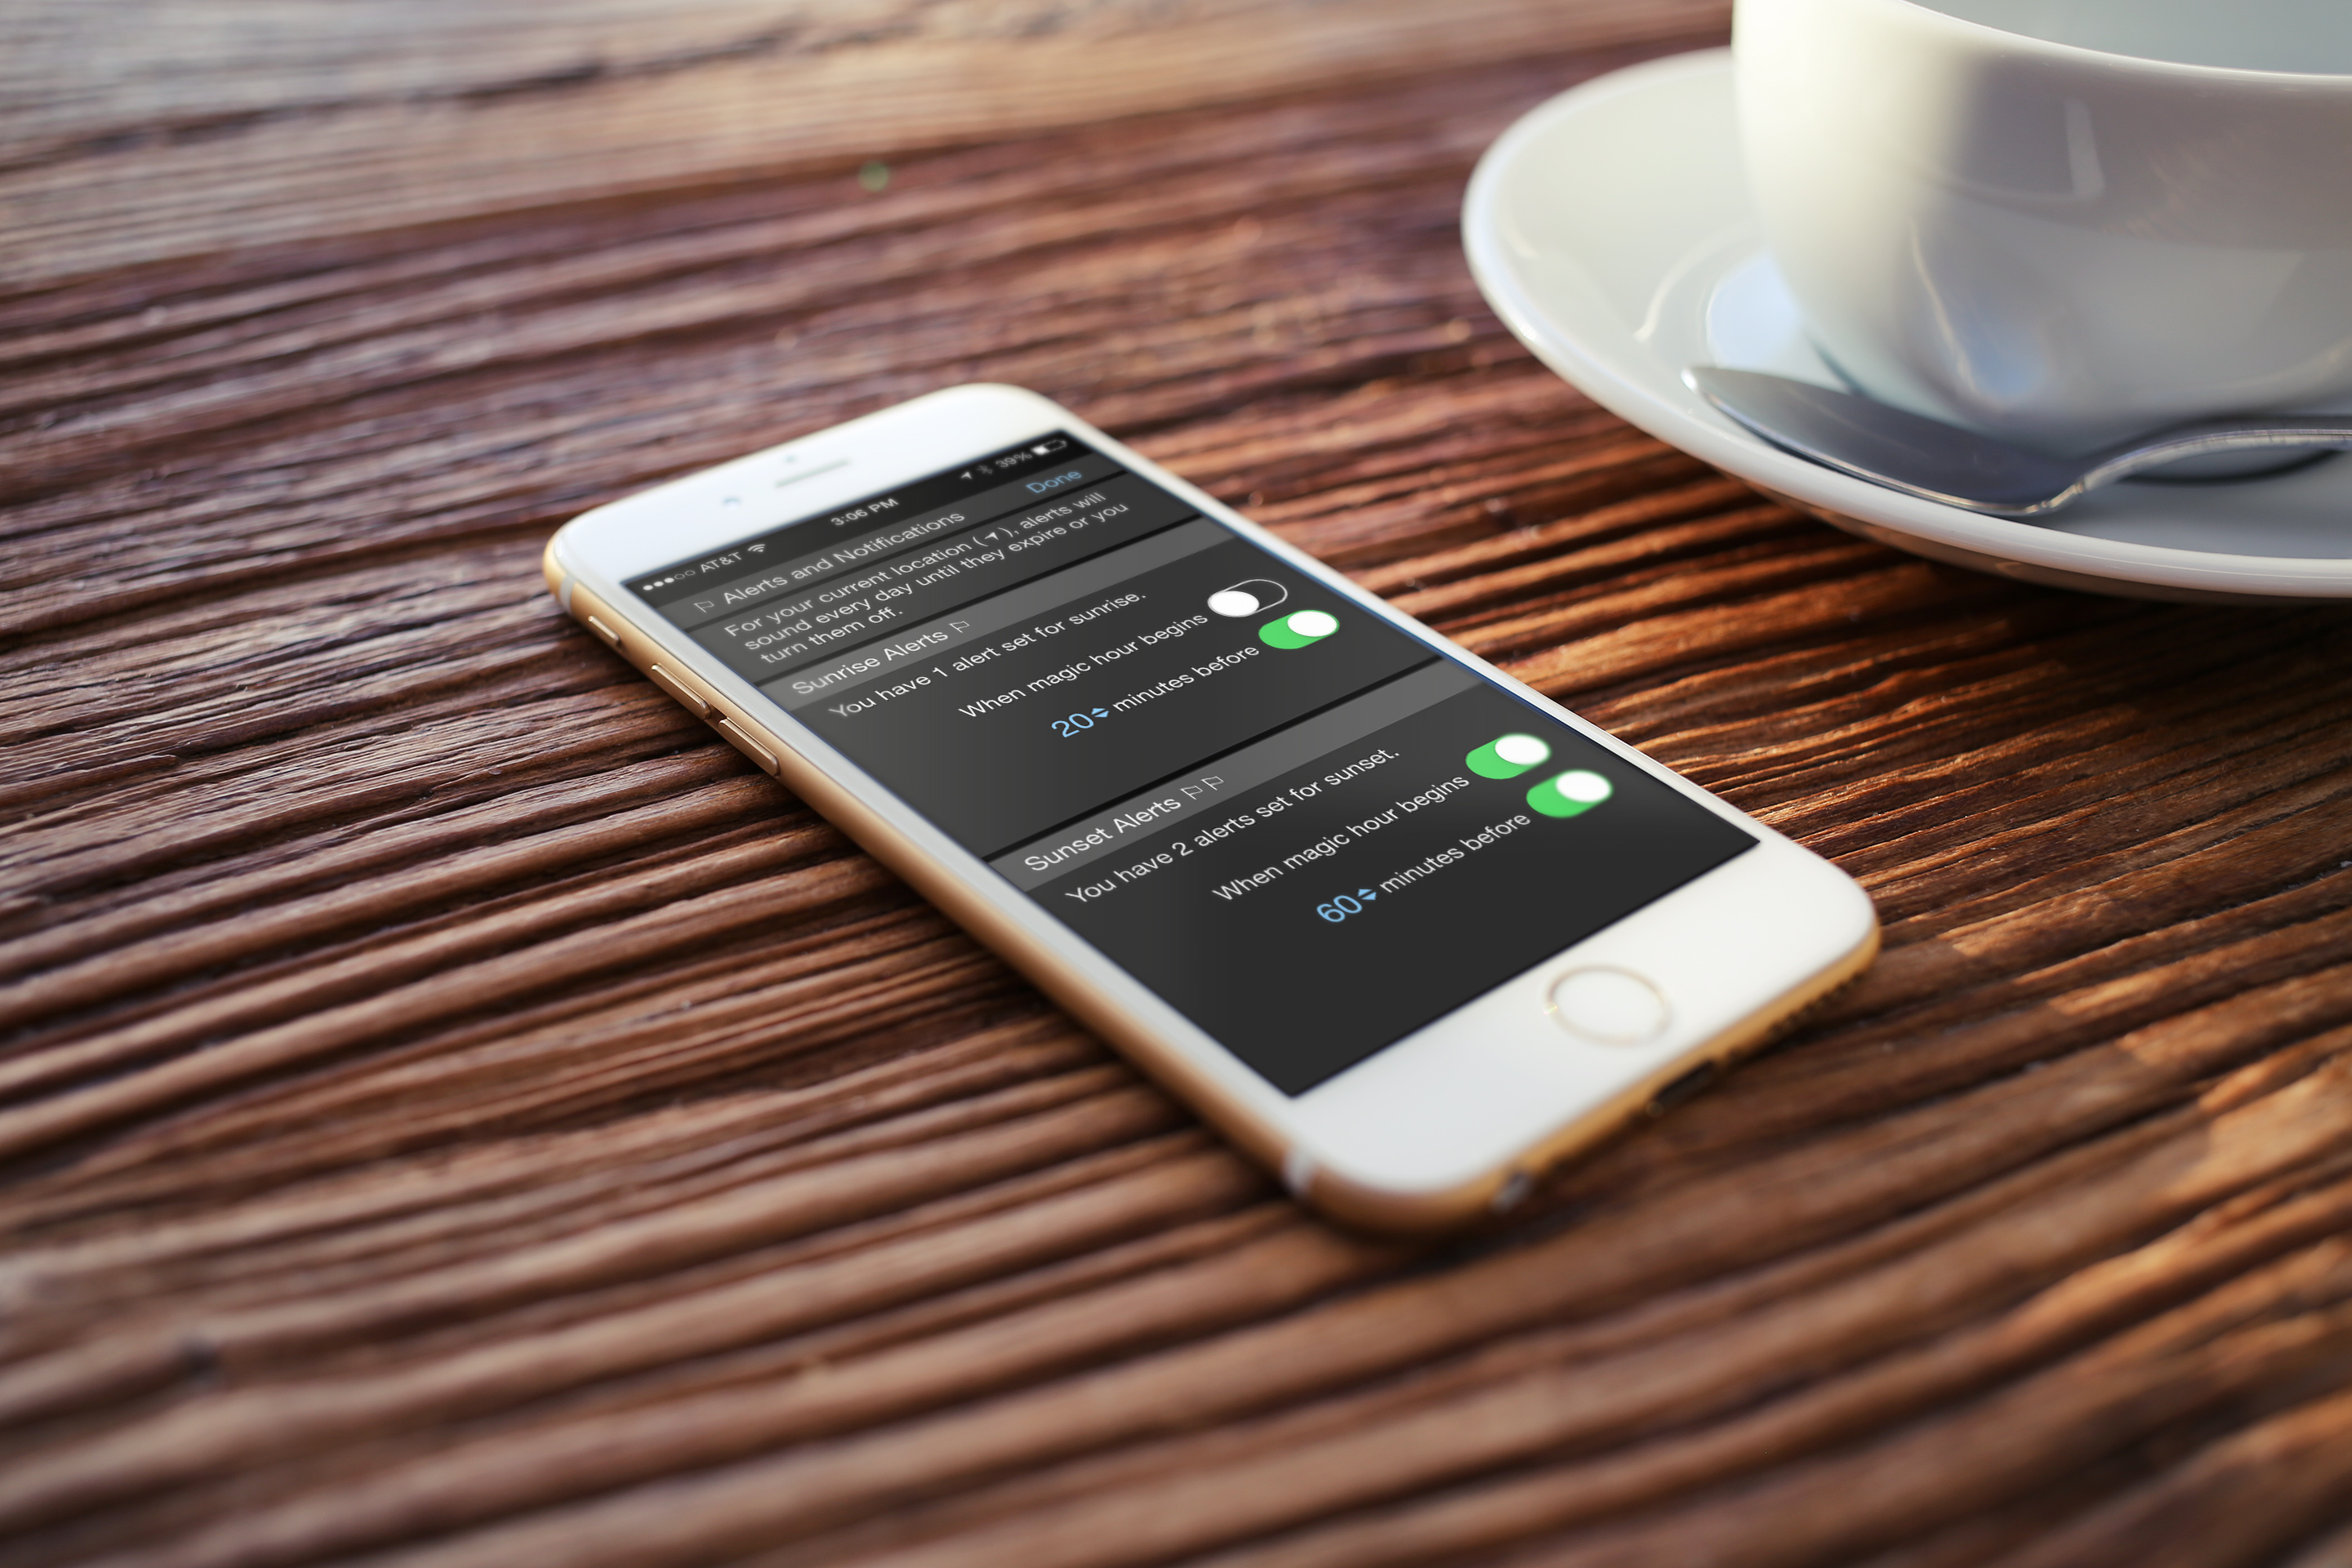 AT&T 3:06 PM 39%
Alerts and Notifications Done
For your current location ( ), alerts will
sound every day until they expire or you
turn them off.
Sunrise Alerts
You have 1 alert set for sunrise.
When magic hour begins
20 minutes before
Sunset Alerts
You have 2 alerts set for sunset.
When magic hour begins
60 minutes before